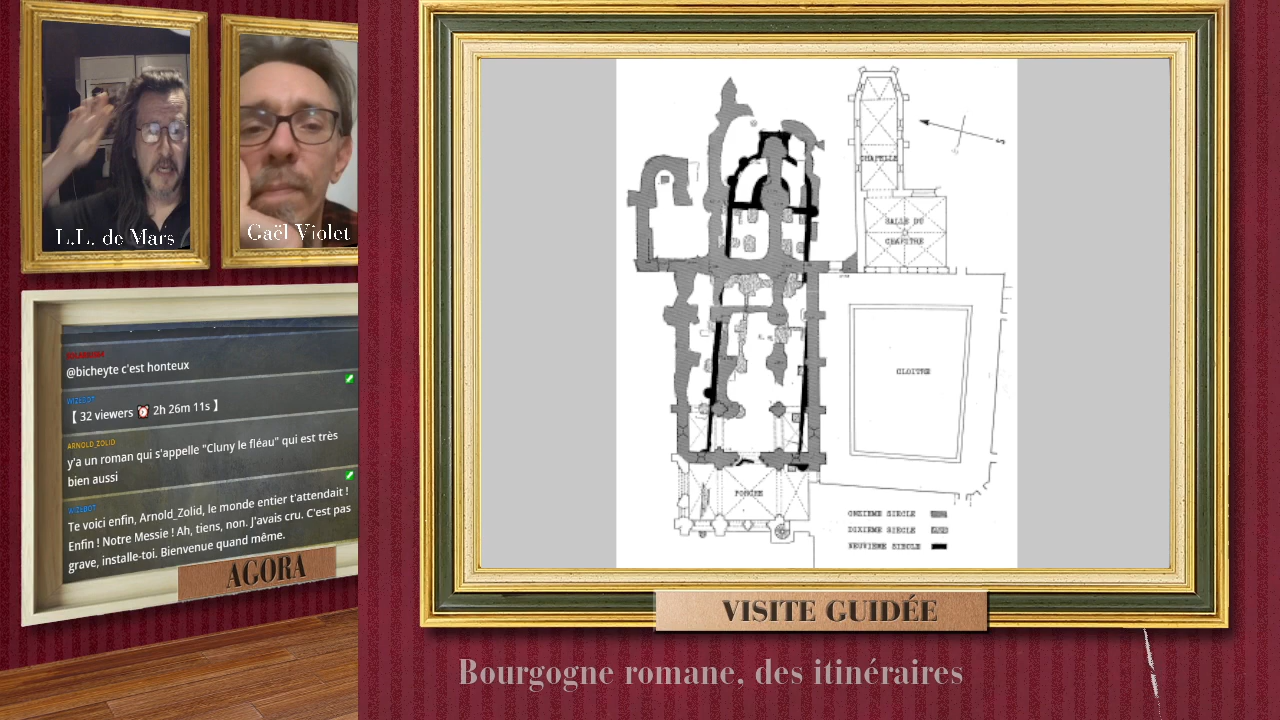 L.L. de Mars
Gaël Violet
@bicheyte c'est honteux
WIZEBOT
【 32 viewers ⏰ 2h 26m 11s 】
ARNOLD_ZOLID
y'a un roman qui s'appelle "Cluny le fléau" qui est très
bien aussi
WIZEBOT
Te voici enfin, Arnold_Zolid, le monde entier t'attendait !
Enfin ! Notre Messie ! Ah, tiens, non. J'avais cru. C'est pas
grave, installe-toi. Bienvenue quand même.
AGORA
CHAPELLE
SALLE DU
CHAPITRE
CLOITRE
PORCHE
ONZIEME SIECLE
DIXIEME SIECLE
NEUVIEME SIECLE
VISITE GUIDÉE
Bourgogne romane, des itinéraires